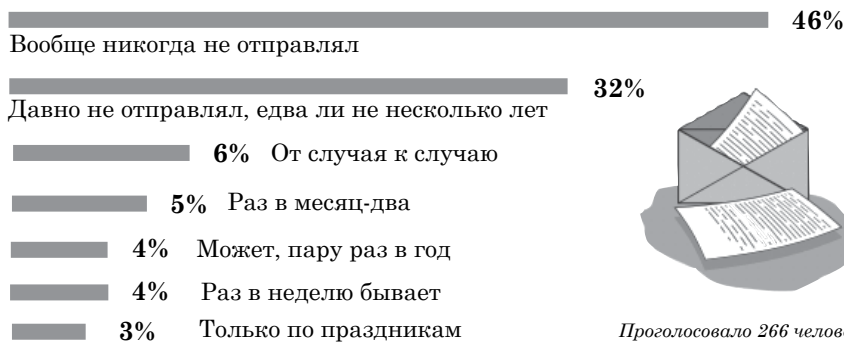 46%
Вообще никогда не отправлял
32%
Давно не отправлял, едва ли не несколько лет
6% От случая к случаю
5% Раз в месяц-два
4% Может, пару раз в год
4% Раз в неделю бывает
3% Только по праздникам
Проголосовало 266